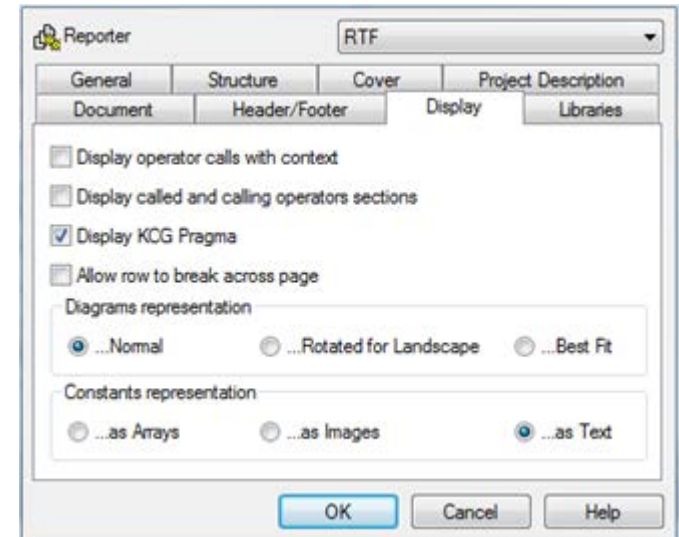 Reporter RTF
General Structure Cover Project Description
Document Header/Footer Display Libraries
Display operator calls with context
Display called and calling operators sections
Display KCG Pragma
Allow row to break across page
Diagrams representation
...Normal ...Rotated for Landscape ...Best Fit
Constants representation
...as Arrays ...as Images ...as Text
OK Cancel Help